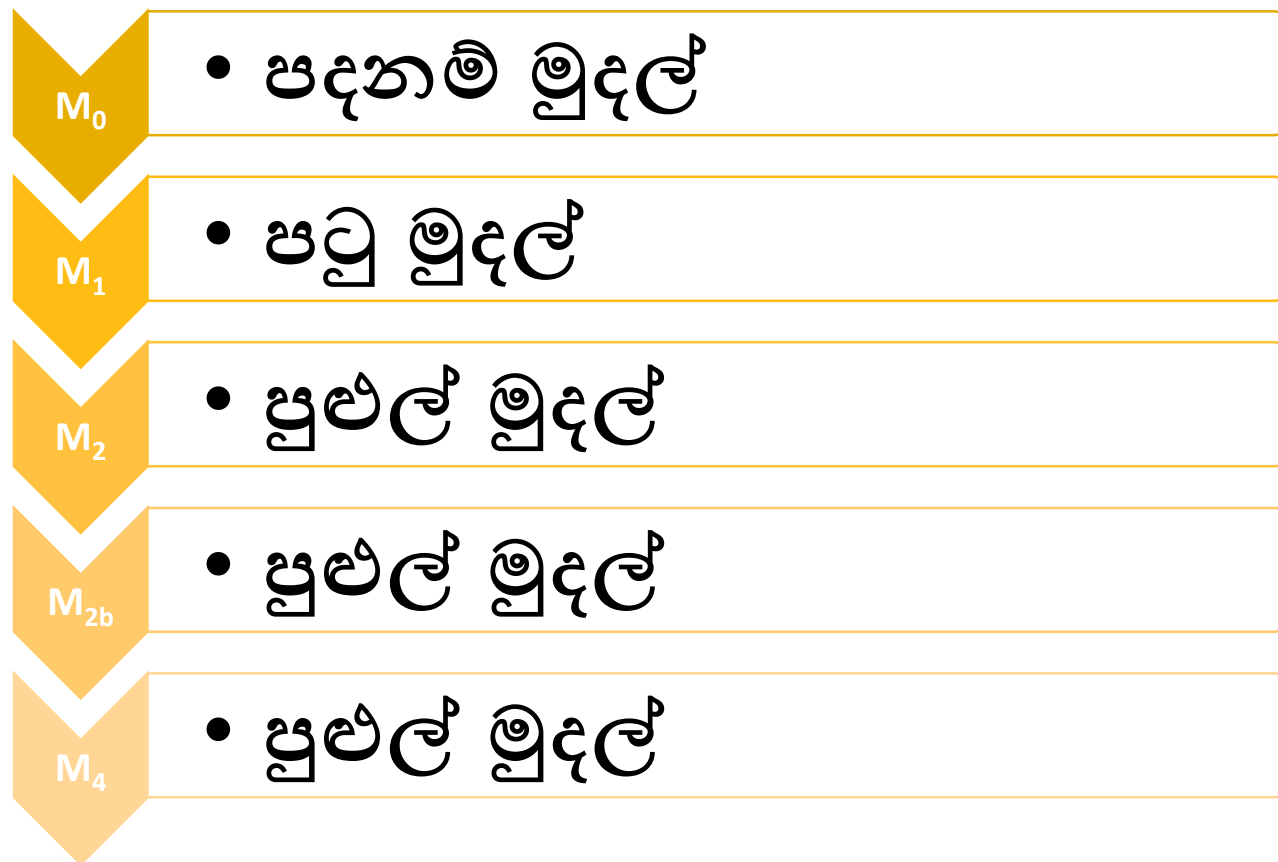 M₀ • පදනම් මුදල්
M₁ • පටු මුදල්
M₂ • පුළුල් මුදල්
M₂b • පුළුල් මුදල්
M₄ • පුළුල් මුදල්